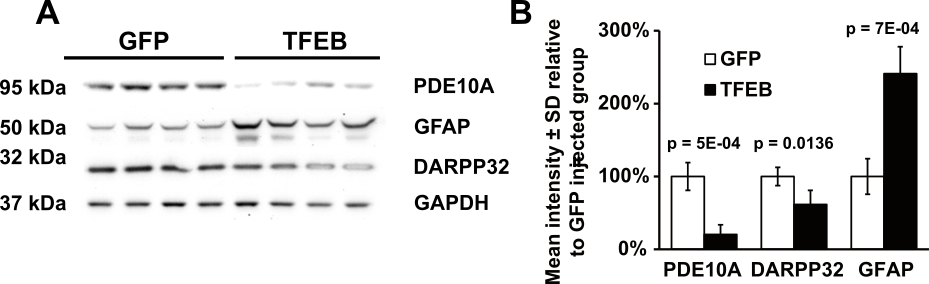 A
GFP TFEB
95 kDa PDE10A
50 kDa GFAP
32 kDa DARPP32
37 kDa GAPDH
B
Mean intensity ± SD relative
to GFP injected group
300%
200%
100%
0%
GFP
TFEB
p = 5E-04
p = 0.0136
p = 7E-04
PDE10A DARPP32 GFAP